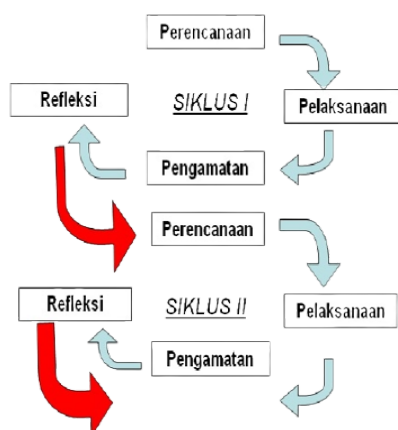 Perencanaan
Refleksi
SIKLUS I
Pelaksanaan
Pengamatan
Perencanaan
Refleksi
SIKLUS II
Pelaksanaan
Pengamatan